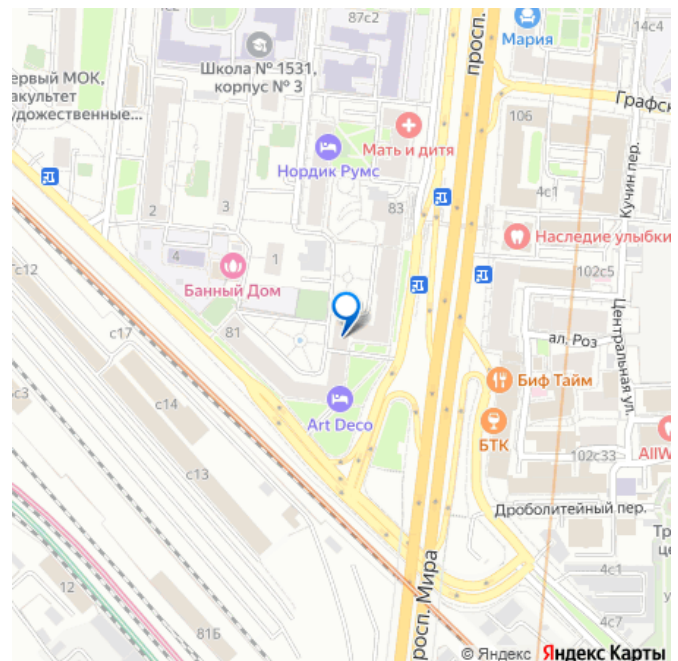 87с2
14с4
Мария
просп.
Школа № 1531,
корпус № 3
ервый МОК,
акультет
удожественные...
Графск
106
Мать и дитя
Нордик Румс
Кучин пер.
4с1
83
2
3
Наследие улыбки
4
1
с12
102с5
Банный Дом
Центральная ул.
с17
81
ал. Роз
Биф Тайм
с3
с14
Art Deco
БТК
AllW
102с33
с13
Дроболитейный пер.
Тр
це
просп. Мира
12
4с1
у
81Б
4с7
© Яндекс Яндекс Карты